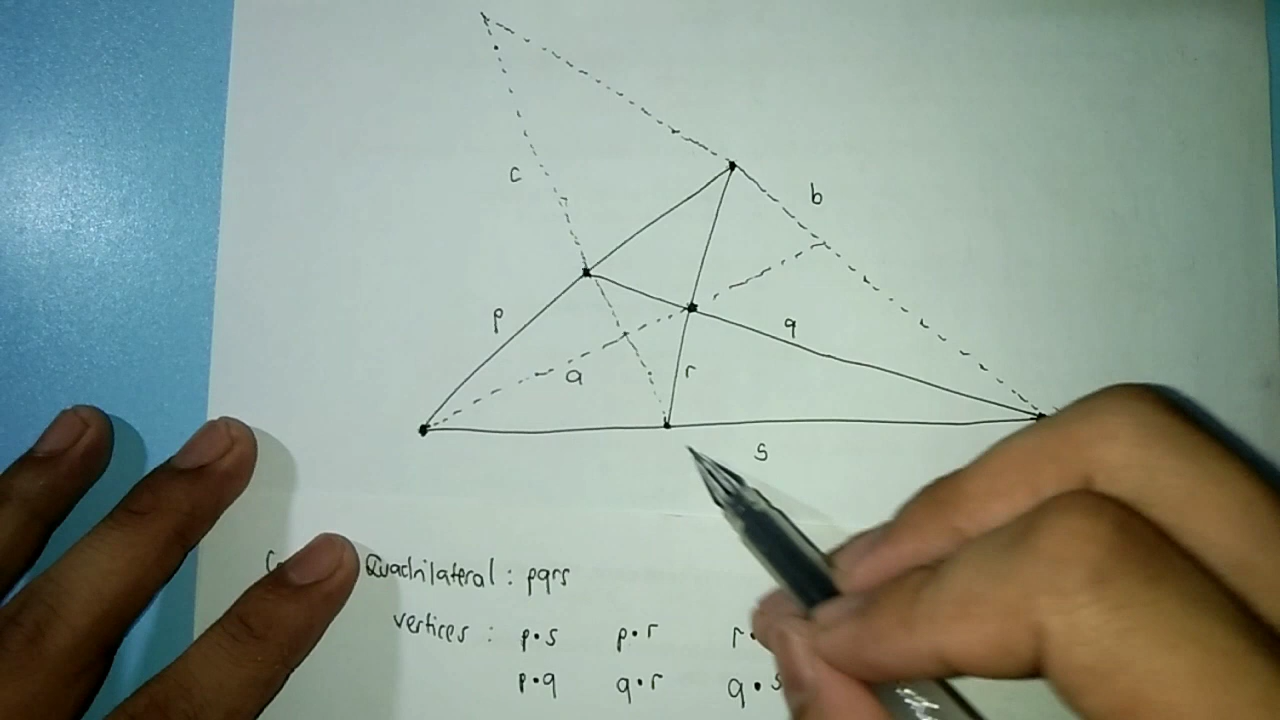 c
b
p
q
a
r
s
Quadrilateral : pqrs
vertices : p•s p•r r•
p•q q•r q•s